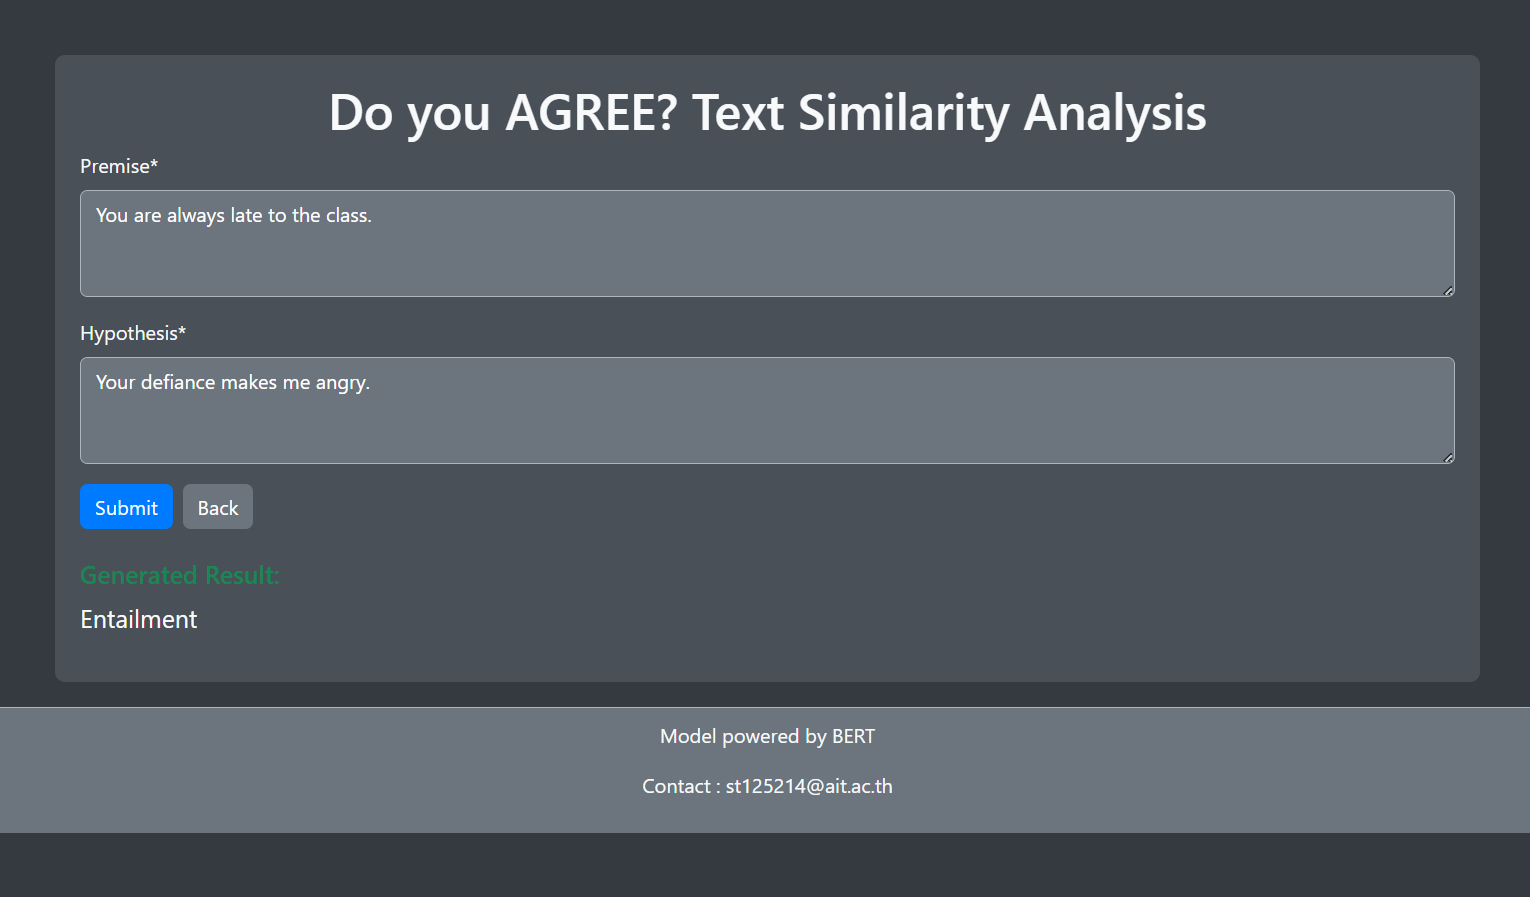 Do you AGREE? Text Similarity Analysis
Premise*
You are always late to the class.
Hypothesis*
Your defiance makes me angry.
Submit Back
Generated Result:
Entailment
Model powered by BERT
Contact : st125214@ait.ac.th